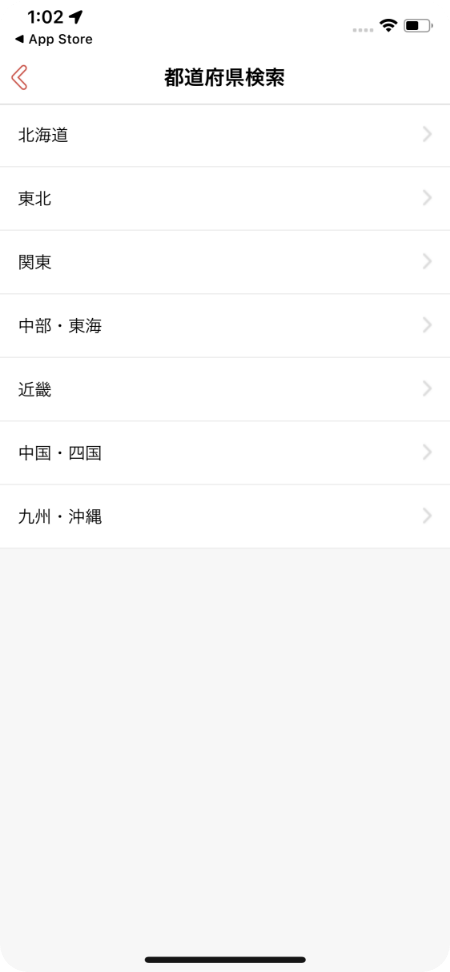 1:02
◀ App Store
都道府県検索
北海道
東北
関東
中部・東海
近畿
中国・四国
九州・沖縄